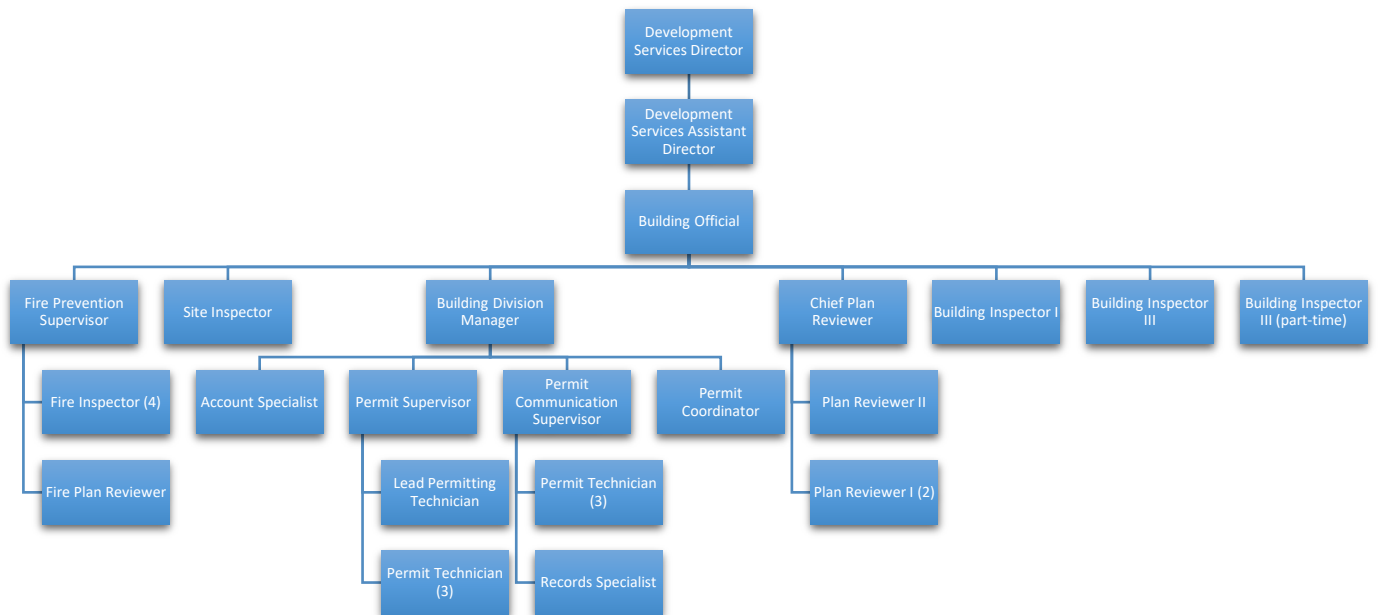 Development
Services Director
Development
Services Assistant
Director
Building Official
Fire Prevention
Supervisor
Site Inspector
Building Division
Manager
Chief Plan
Reviewer
Building Inspector I
Building Inspector
III
Building Inspector
III (part-time)
Fire Inspector (4)
Account Specialist
Permit Supervisor
Permit
Communication
Supervisor
Permit
Coordinator
Plan Reviewer II
Fire Plan Reviewer
Lead Permitting
Technician
Permit Technician
(3)
Plan Reviewer I (2)
Permit Technician
(3)
Records Specialist